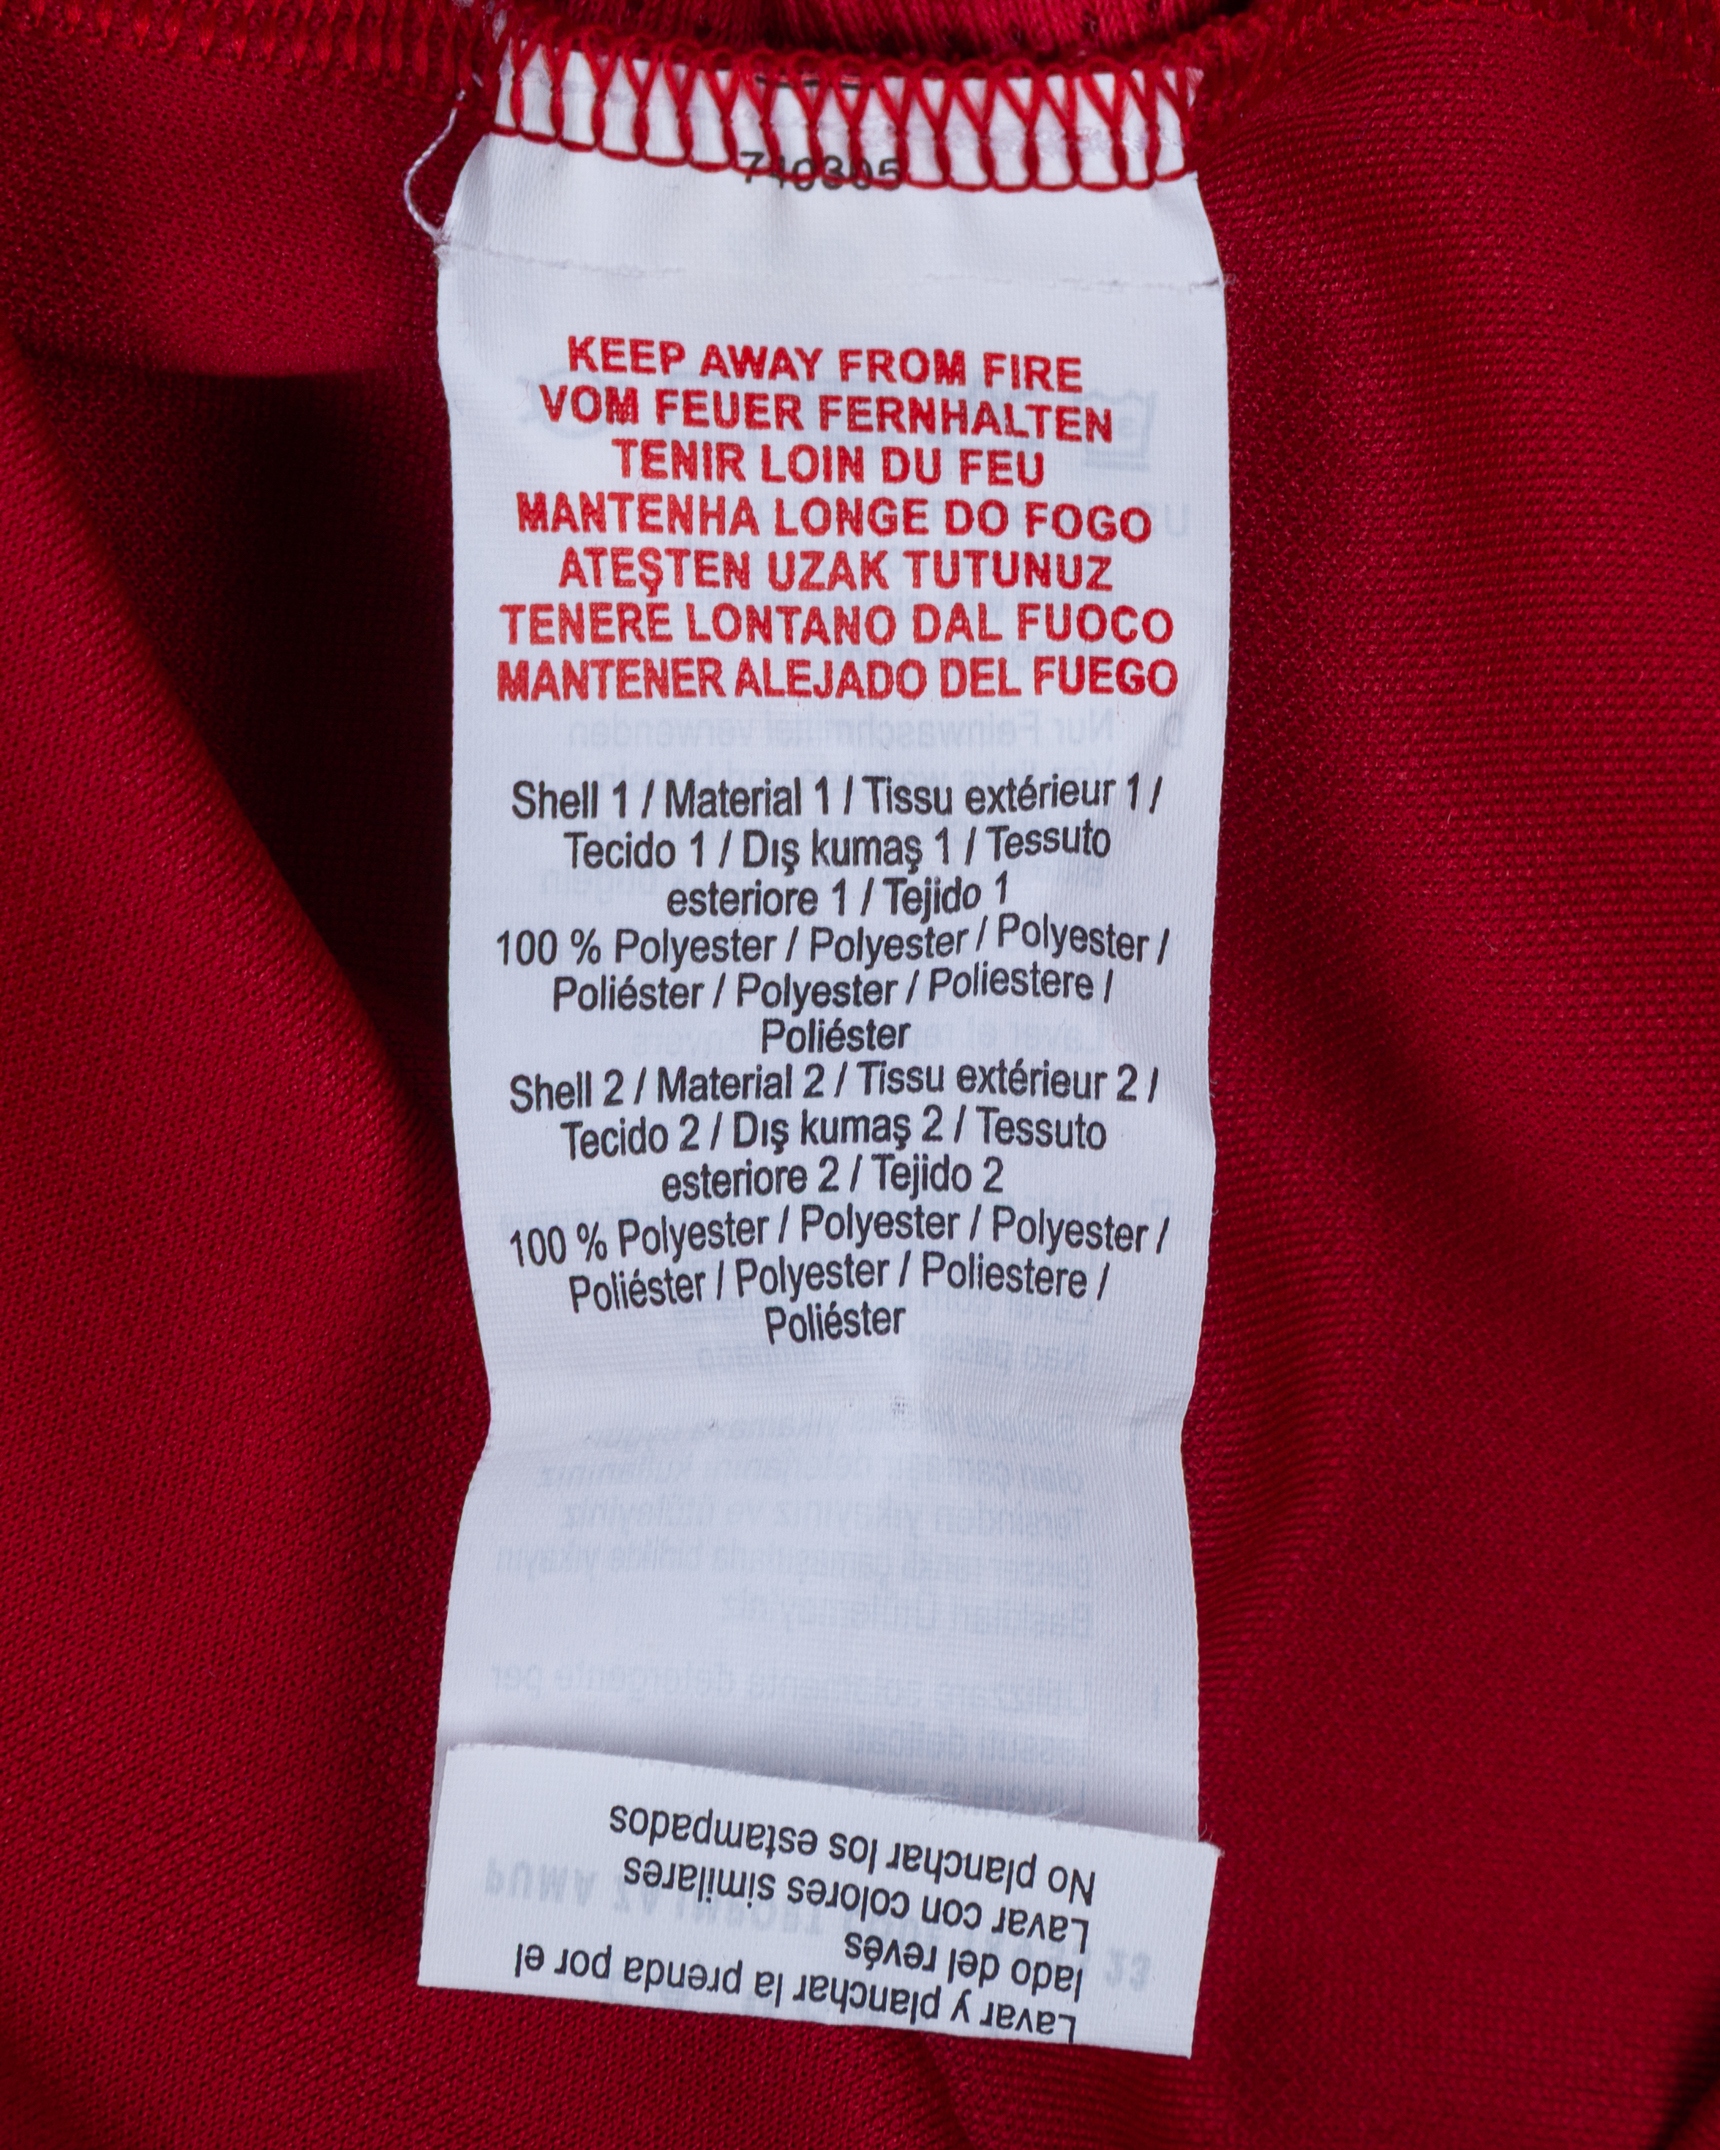 740305
KEEP AWAY FROM FIRE
VOM FEUER FERNHALTEN
TENIR LOIN DU FEU
MANTENHA LONGE DO FOGO
ATEŞTEN UZAK TUTUNUZ
TENERE LONTANO DAL FUOCO
MANTENER ALEJADO DEL FUEGO
Shell 1 / Material 1 / Tissu extérieur 1 /
Tecido 1 / Dış kumaş 1 / Tessuto
esteriore 1 / Tejido 1
100 % Polyester / Polyester / Polyester /
Poliéster / Polyester / Poliestere /
Poliéster
Shell 2 / Material 2 / Tissu extérieur 2 /
Tecido 2 / Dış kumaş 2 / Tessuto
esteriore 2 / Tejido 2
100 % Polyester / Polyester / Polyester /
Poliéster / Polyester / Poliestere /
Poliéster
Lavar y planchar la prenda por el
lado del revés
Lavar con colores similares
No planchar los estampados